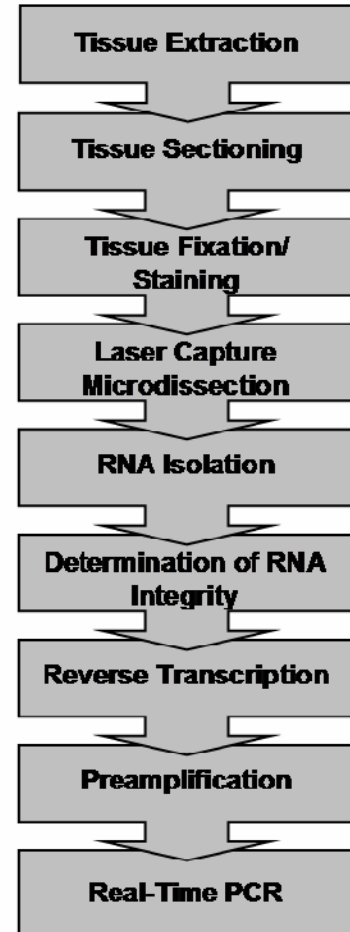 Tissue Extraction
Tissue Sectioning
Tissue Fixation/
Staining
Laser Capture
Microdissection
RNA Isolation
Determination of RNA
Integrity
Reverse Transcription
Preamplification
Real-Time PCR